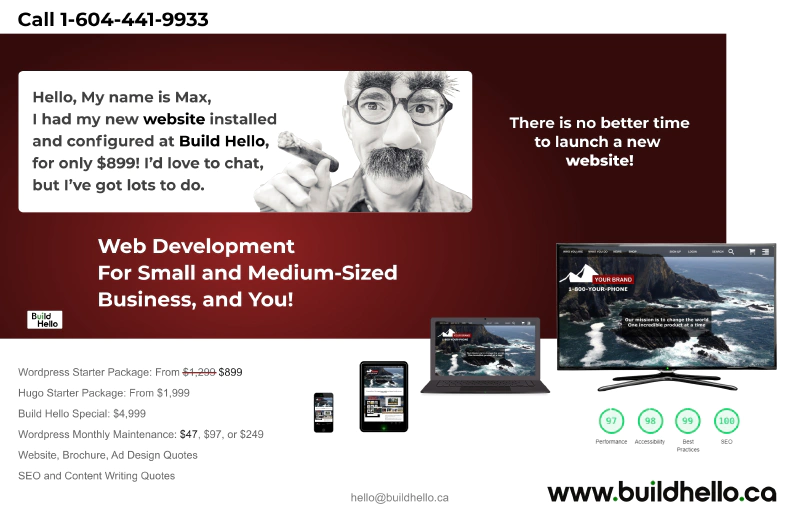 Call 1-604-441-9933
Hello, My name is Max,
I had my new website installed
and configured at Build Hello,
for only $899! I'd love to chat,
but I've got lots to do.
There is no better time
to launch a new
website!
Web Development
For Small and Medium-Sized
Business, and You!
Build
Hello
SIGN UP
LOGIN
SEARCH
YOUR BRAND
1-800-YOUR-PHONE
Our mission is to change the world
One incredible product at a time
Wordpress Starter Package: From $1,299 $899
Hugo Starter Package: From $1,999
Build Hello Special: $4,999
Wordpress Monthly Maintenance: $47, $97, or $249
Website, Brochure, Ad Design Quotes
SEO and Content Writing Quotes
97 98 99 100
Performance Accessibility Best SEO
Practices
hello@buildhello.ca
www.buildhello.ca